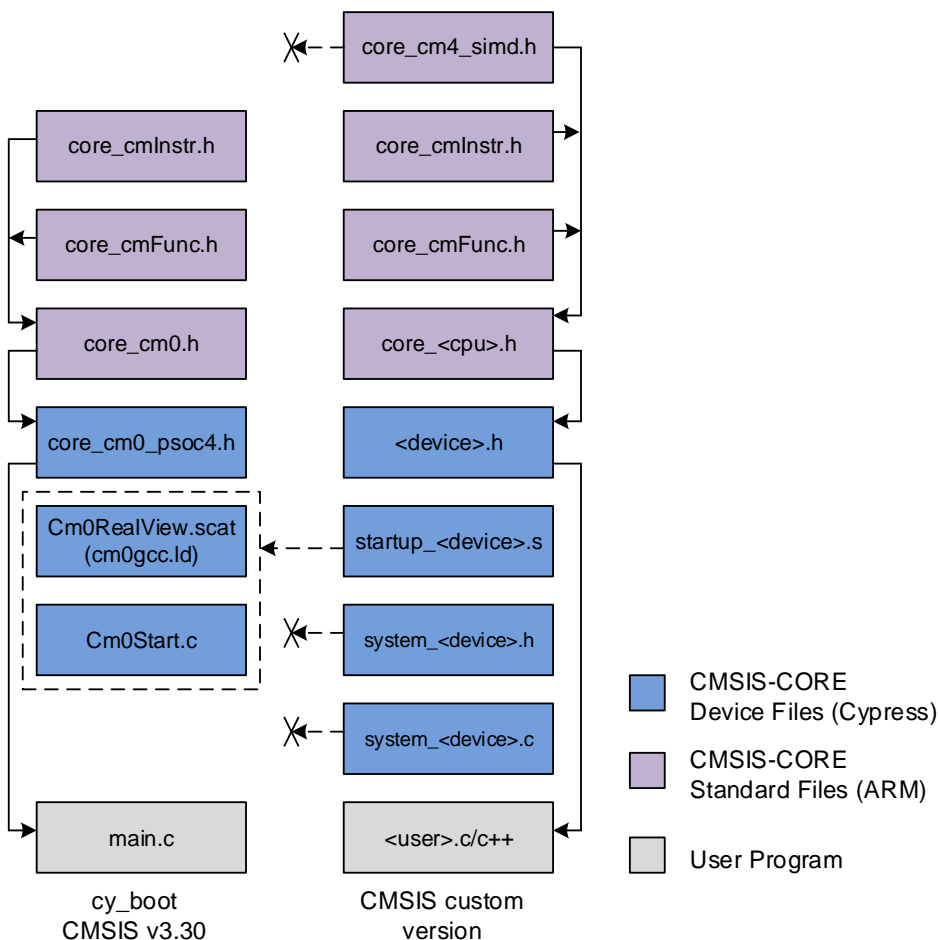 core_cm4_simd.h
core_cmInstr.h
core_cmInstr.h
core_cmFunc.h
core_cmFunc.h
core_cm0.h
core_<cpu>.h
core_cm0_psoc4.h
<device>.h
Cm0RealView.scat
(cm0gcc.ld)
startup_<device>.s
Cm0Start.c
system_<device>.h
system_<device>.c
main.c
<user>.c/c++
cy_boot
CMSIS v3.30
CMSIS custom
version
CMSIS-CORE
Device Files (Cypress)
CMSIS-CORE
Standard Files (ARM)
User Program